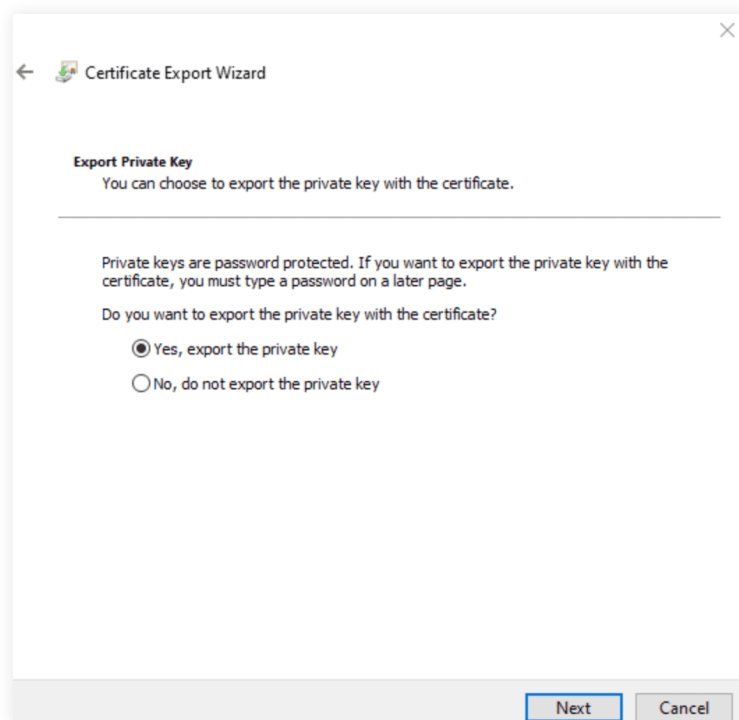 Certificate Export Wizard
Export Private Key
You can choose to export the private key with the certificate.
Private keys are password protected. If you want to export the private key with the
certificate, you must type a password on a later page.
Do you want to export the private key with the certificate?
Yes, export the private key
No, do not export the private key
Next
Cancel